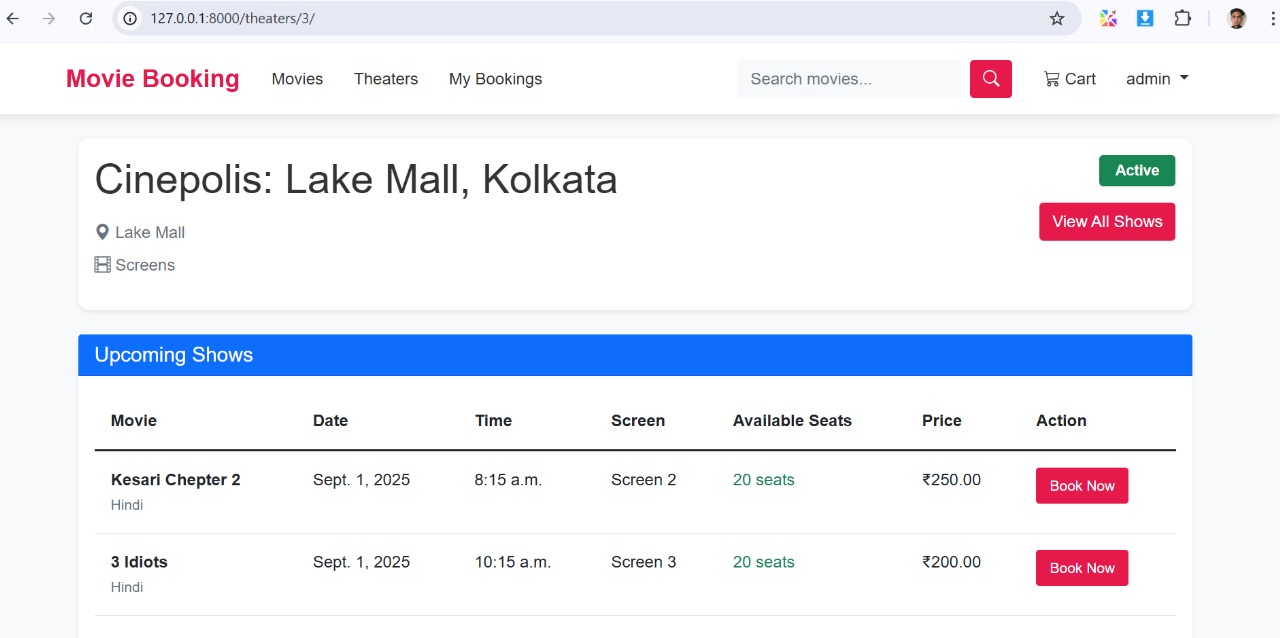 127.0.0.1:8000/theaters/3/
Movie Booking Movies Theaters My Bookings Search movies... Cart admin
Cinepolis: Lake Mall, Kolkata
Active
Lake Mall
View All Shows
Screens
Upcoming Shows
Movie Date Time Screen Available Seats Price Action
Kesari Chepter 2 Sept. 1, 2025 8:15 a.m. Screen 2 20 seats ₹250.00 Book Now
Hindi
3 Idiots Sept. 1, 2025 10:15 a.m. Screen 3 20 seats ₹200.00 Book Now
Hindi